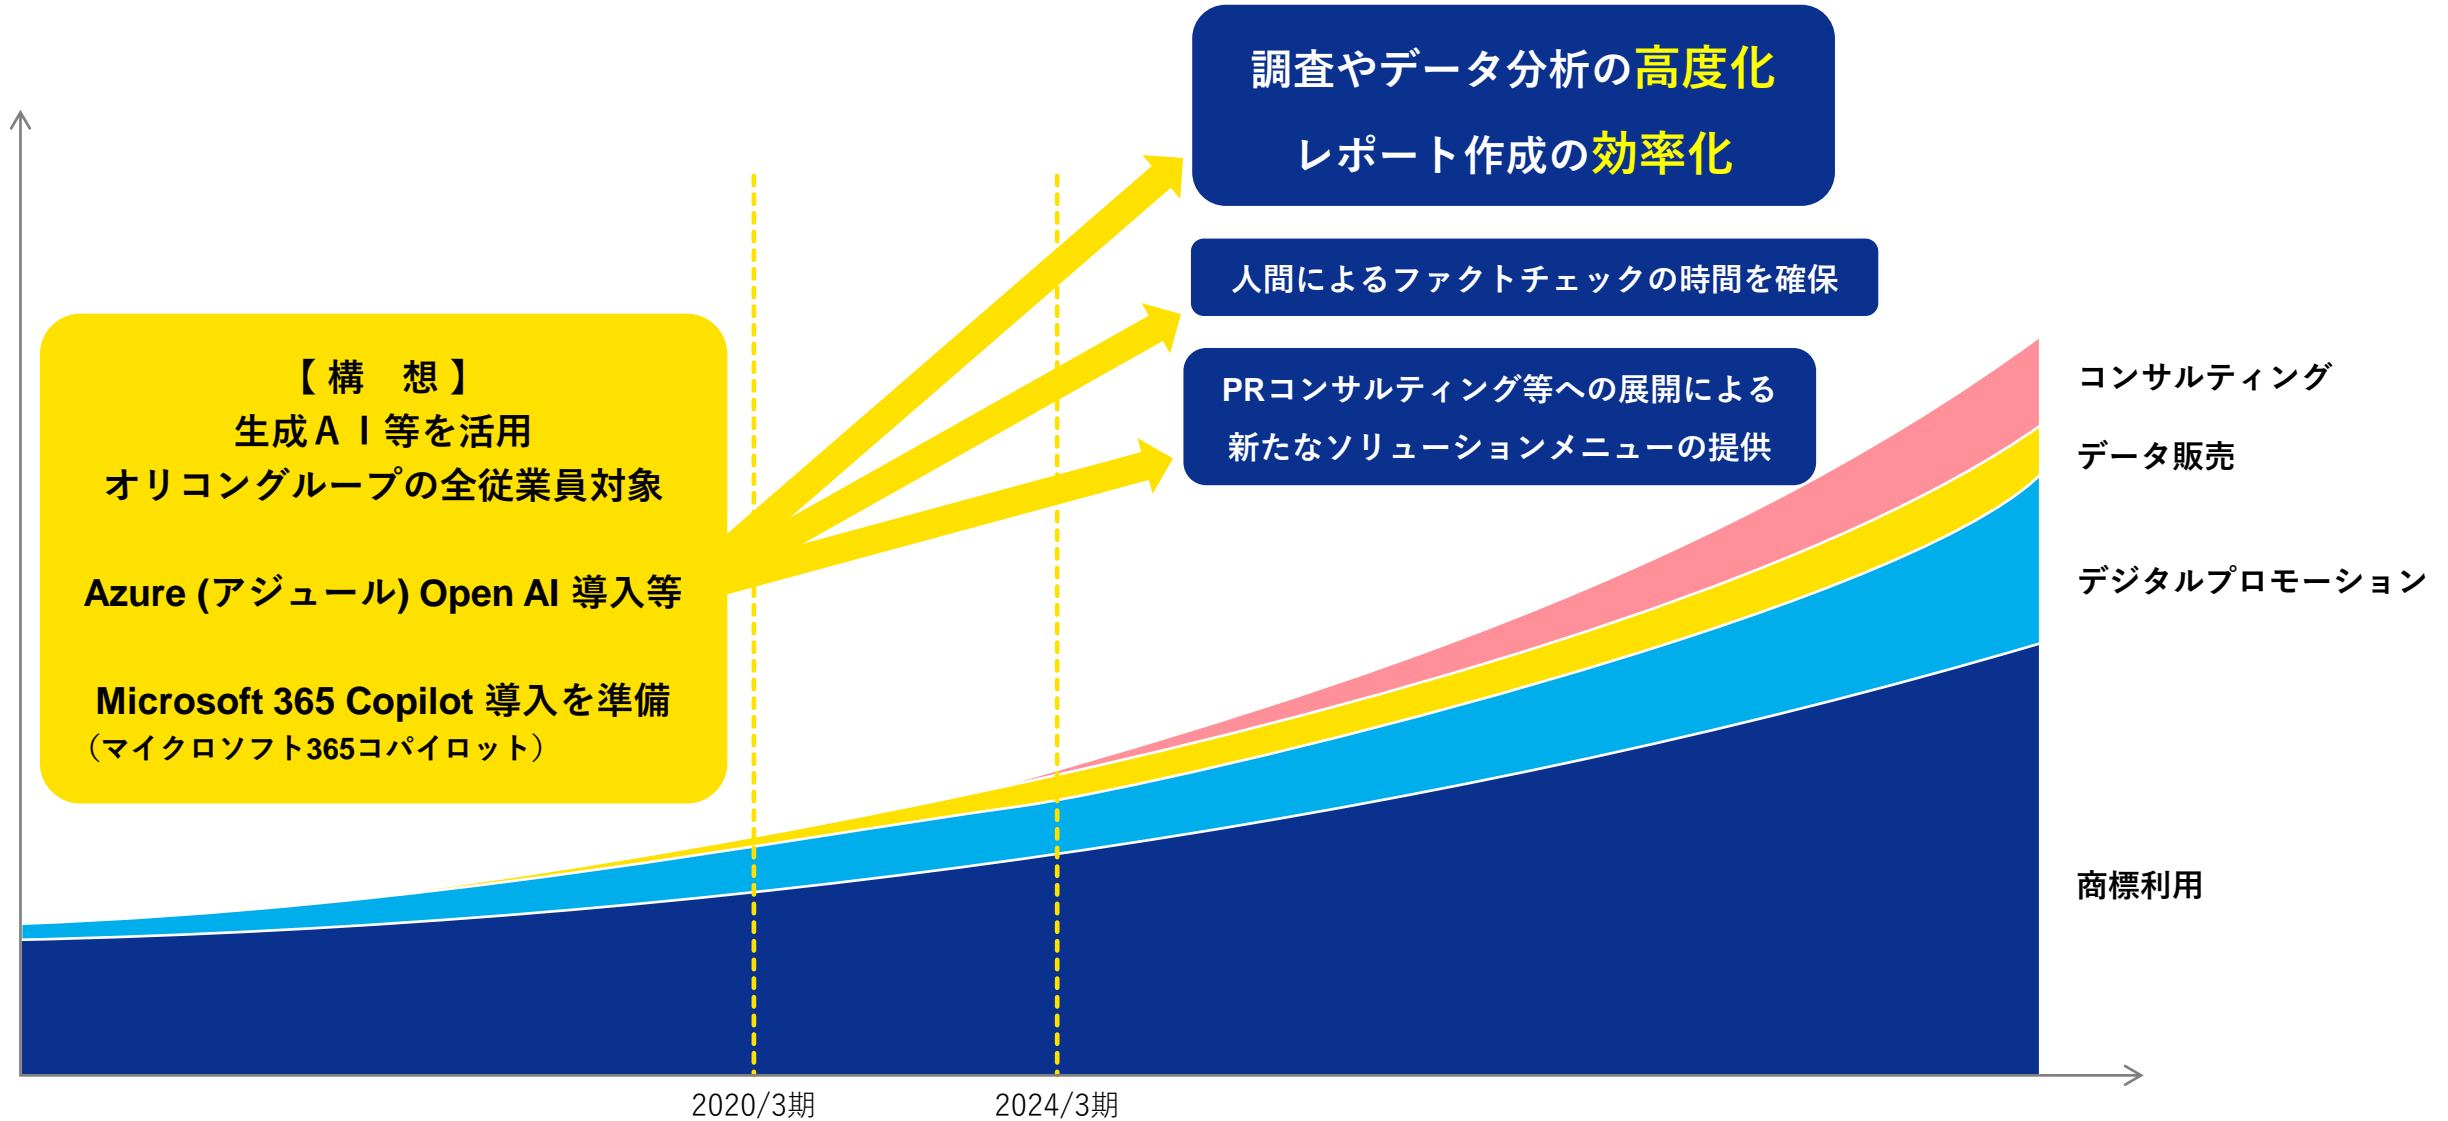 調査やデータ分析の高度化
レポート作成の効率化
人間によるファクトチェックの時間を確保
PRコンサルティング等への展開による
新たなソリューションメニューの提供
【 構　想 】
生成ＡＩ等を活用
オリコングループの全従業員対象
Azure (アジュール) Open AI 導入等
Microsoft 365 Copilot 導入を準備
（マイクロソフト365コパイロット）
コンサルティング
データ販売
デジタルプロモーション
商標利用
2020/3期
2024/3期